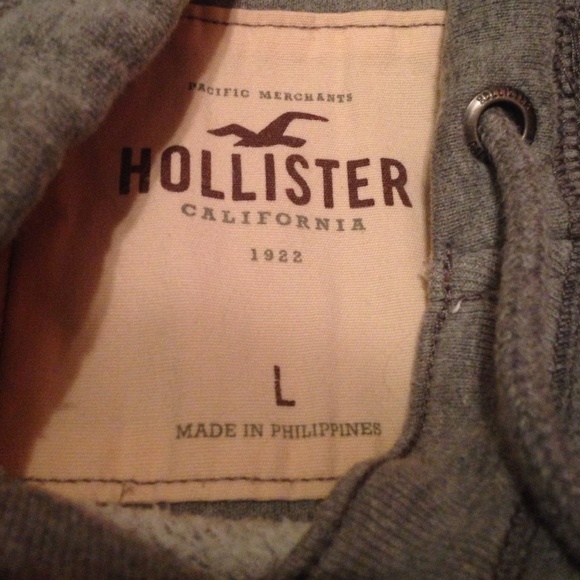 PACIFIC MERCHANTS
HOLLISTER
CALIFORNIA
1922
L
MADE IN PHILIPPINES